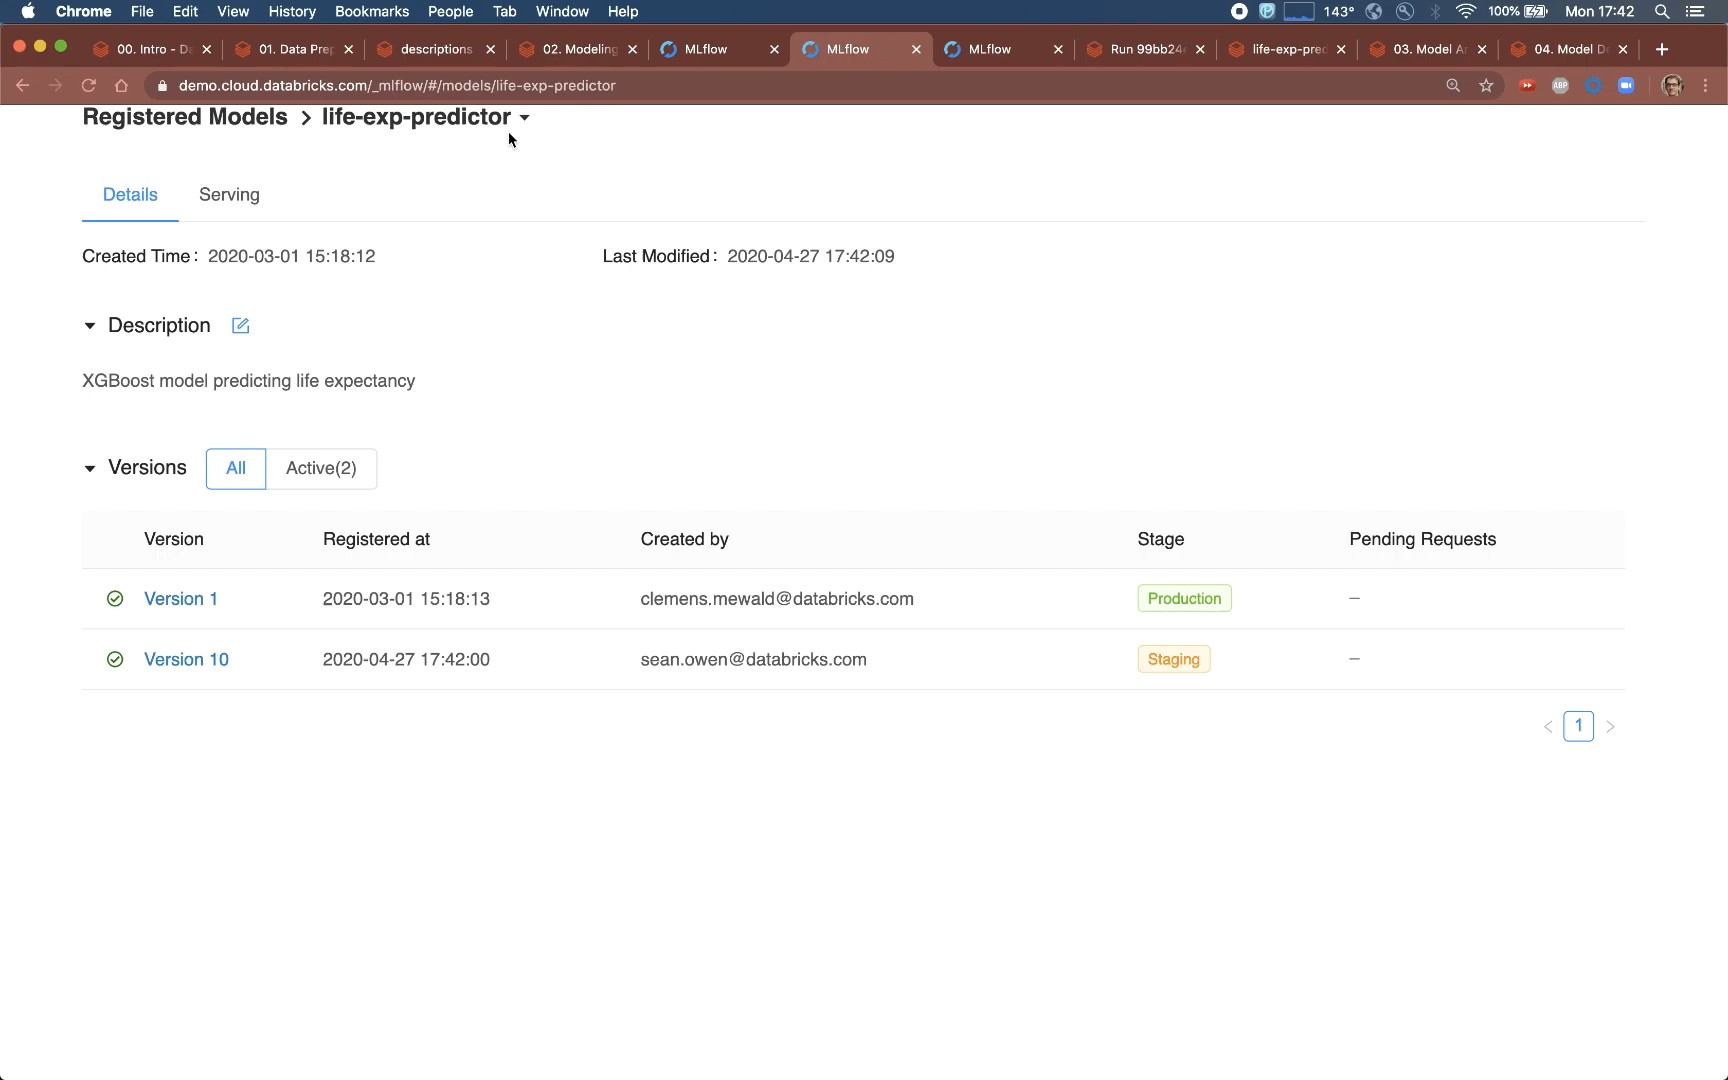 Chrome File Edit View History Bookmarks People Tab Window Help 143° 100% Mon 17:42
00. Intro - Da 01. Data Prep descriptions 02. Modeling MLflow MLflow MLflow Run 99bb24 life-exp-pred 03. Model Ar 04. Model De
demo.cloud.databricks.com/_mlflow/#/models/life-exp-predictor ABP
Registered Models > life-exp-predictor
Details Serving
Created Time: 2020-03-01 15:18:12 Last Modified: 2020-04-27 17:42:09
Description
XGBoost model predicting life expectancy
Versions All Active(2)
Version Registered at Created by Stage Pending Requests
Version 1 2020-03-01 15:18:13 clemens.mewald@databricks.com Production –
Version 10 2020-04-27 17:42:00 sean.owen@databricks.com Staging –
< 1 >